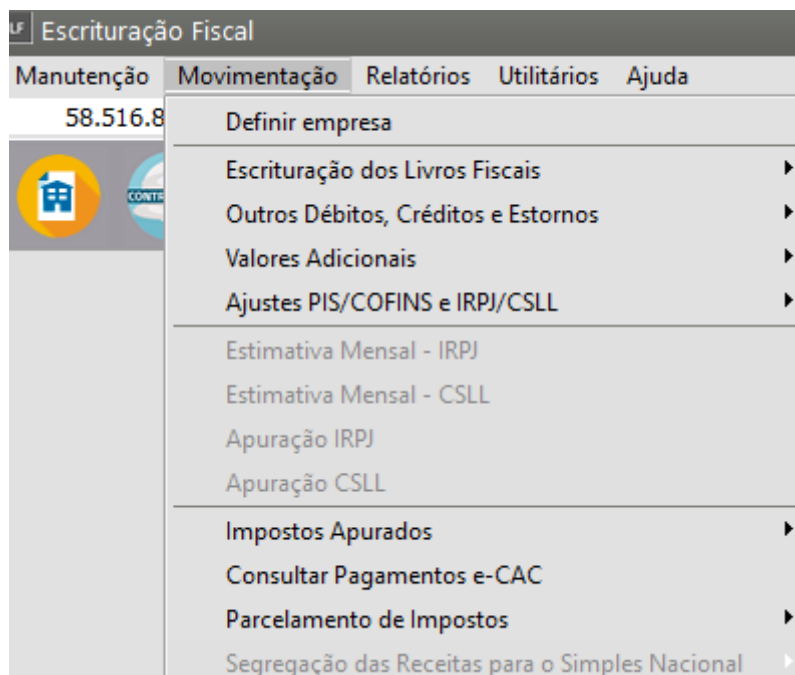 LF Escrituração Fiscal
Manutenção Movimentação Relatórios Utilitários Ajuda
58.516.8
Definir empresa
Escrituração dos Livros Fiscais
Outros Débitos, Créditos e Estornos
Valores Adicionais
Ajustes PIS/COFINS e IRPJ/CSLL
Estimativa Mensal - IRPJ
Estimativa Mensal - CSLL
Apuração IRPJ
Apuração CSLL
Impostos Apurados
Consultar Pagamentos e-CAC
Parcelamento de Impostos
Segregação das Receitas para o Simples Nacional